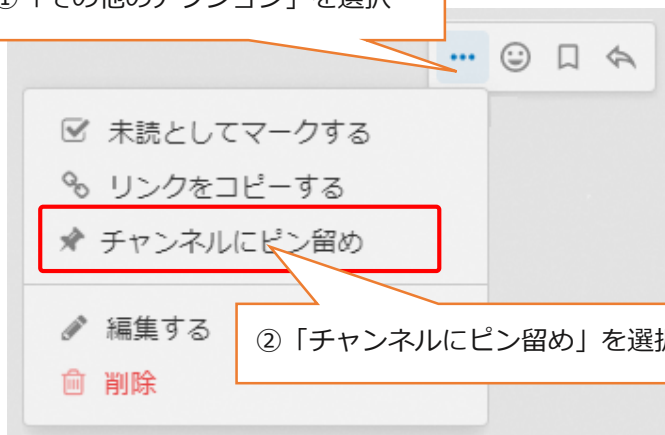 ①「その他のアクション」を選択
未読としてマークする
リンクをコピーする
チャンネルにピン留め
編集する
②「チャンネルにピン留め」を選択
削除